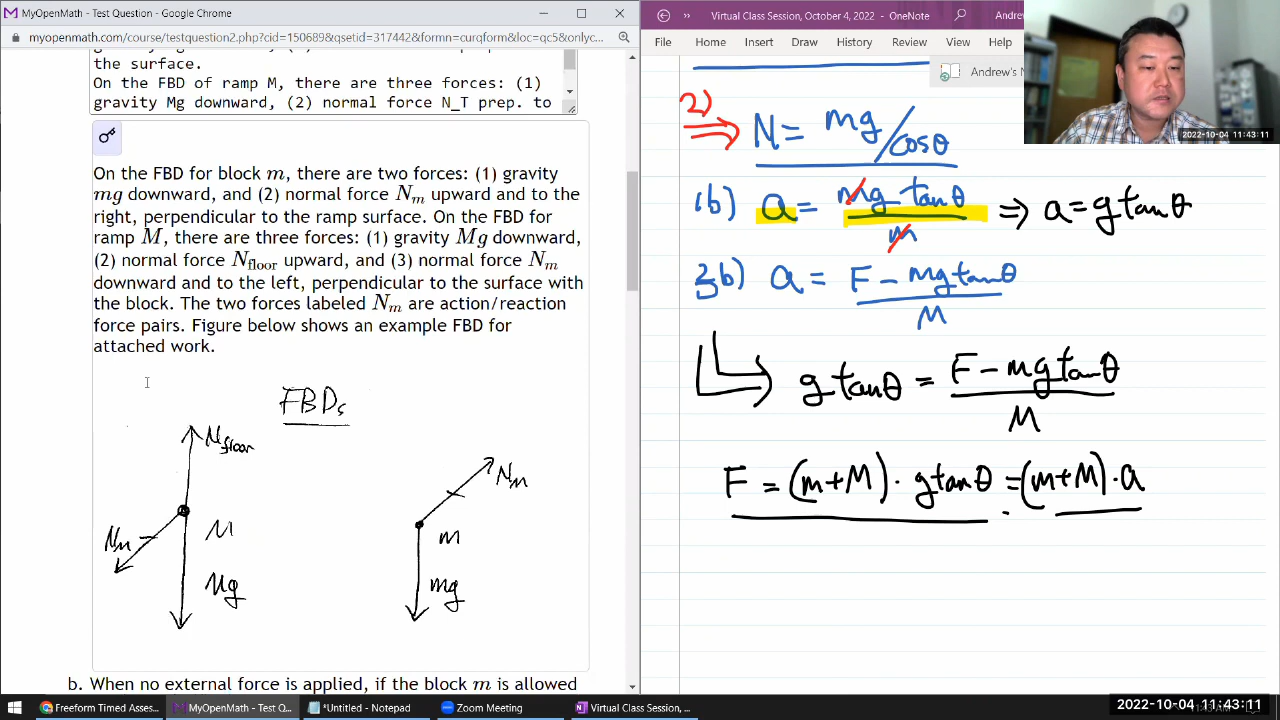 MyOpenMath - Test Question - Google Chrome
myopenmath.com/course/testquestion2.php?cid=150689&qsetid=317442&formn=curqform&loc=qc5&onlyc
the surface.
On the FBD of ramp M, there are three forces: (1)
gravity Mg downward, (2) normal force N_T prep. to
On the FBD for block m, there are two forces: (1) gravity
mg downward, and (2) normal force Nm upward and to the
right, perpendicular to the ramp surface. On the FBD for
ramp M, there are three forces: (1) gravity Mg downward,
(2) normal force Nfloor upward, and (3) normal force Nm
downward and to the left, perpendicular to the surface with
the block. The two forces labeled Nm are action/reaction
force pairs. Figure below shows an example FBD for
attached work.
FBDs
Nfloor
Nm
M
Mg
Nm
m
mg
b. When no external force is applied, if the block m is allowed
Virtual Class Session, October 4, 2022 - OneNote
Andrew
File Home Insert Draw History Review View Help
Andrew's N
2) N = mg/cosθ
1b) a = mg tanθ / m ⇒ a = g tanθ
3b) a = F - mg tanθ / M
g tanθ = F - mg tanθ / M
F = (m+M) · g tanθ = (m+M) · a
2022-10-04 11:43:11
Freeform Timed Asses... MyOpenMath - Test Q... *Untitled - Notepad Zoom Meeting Virtual Class Session, ...
2022-10-04 11:43:11